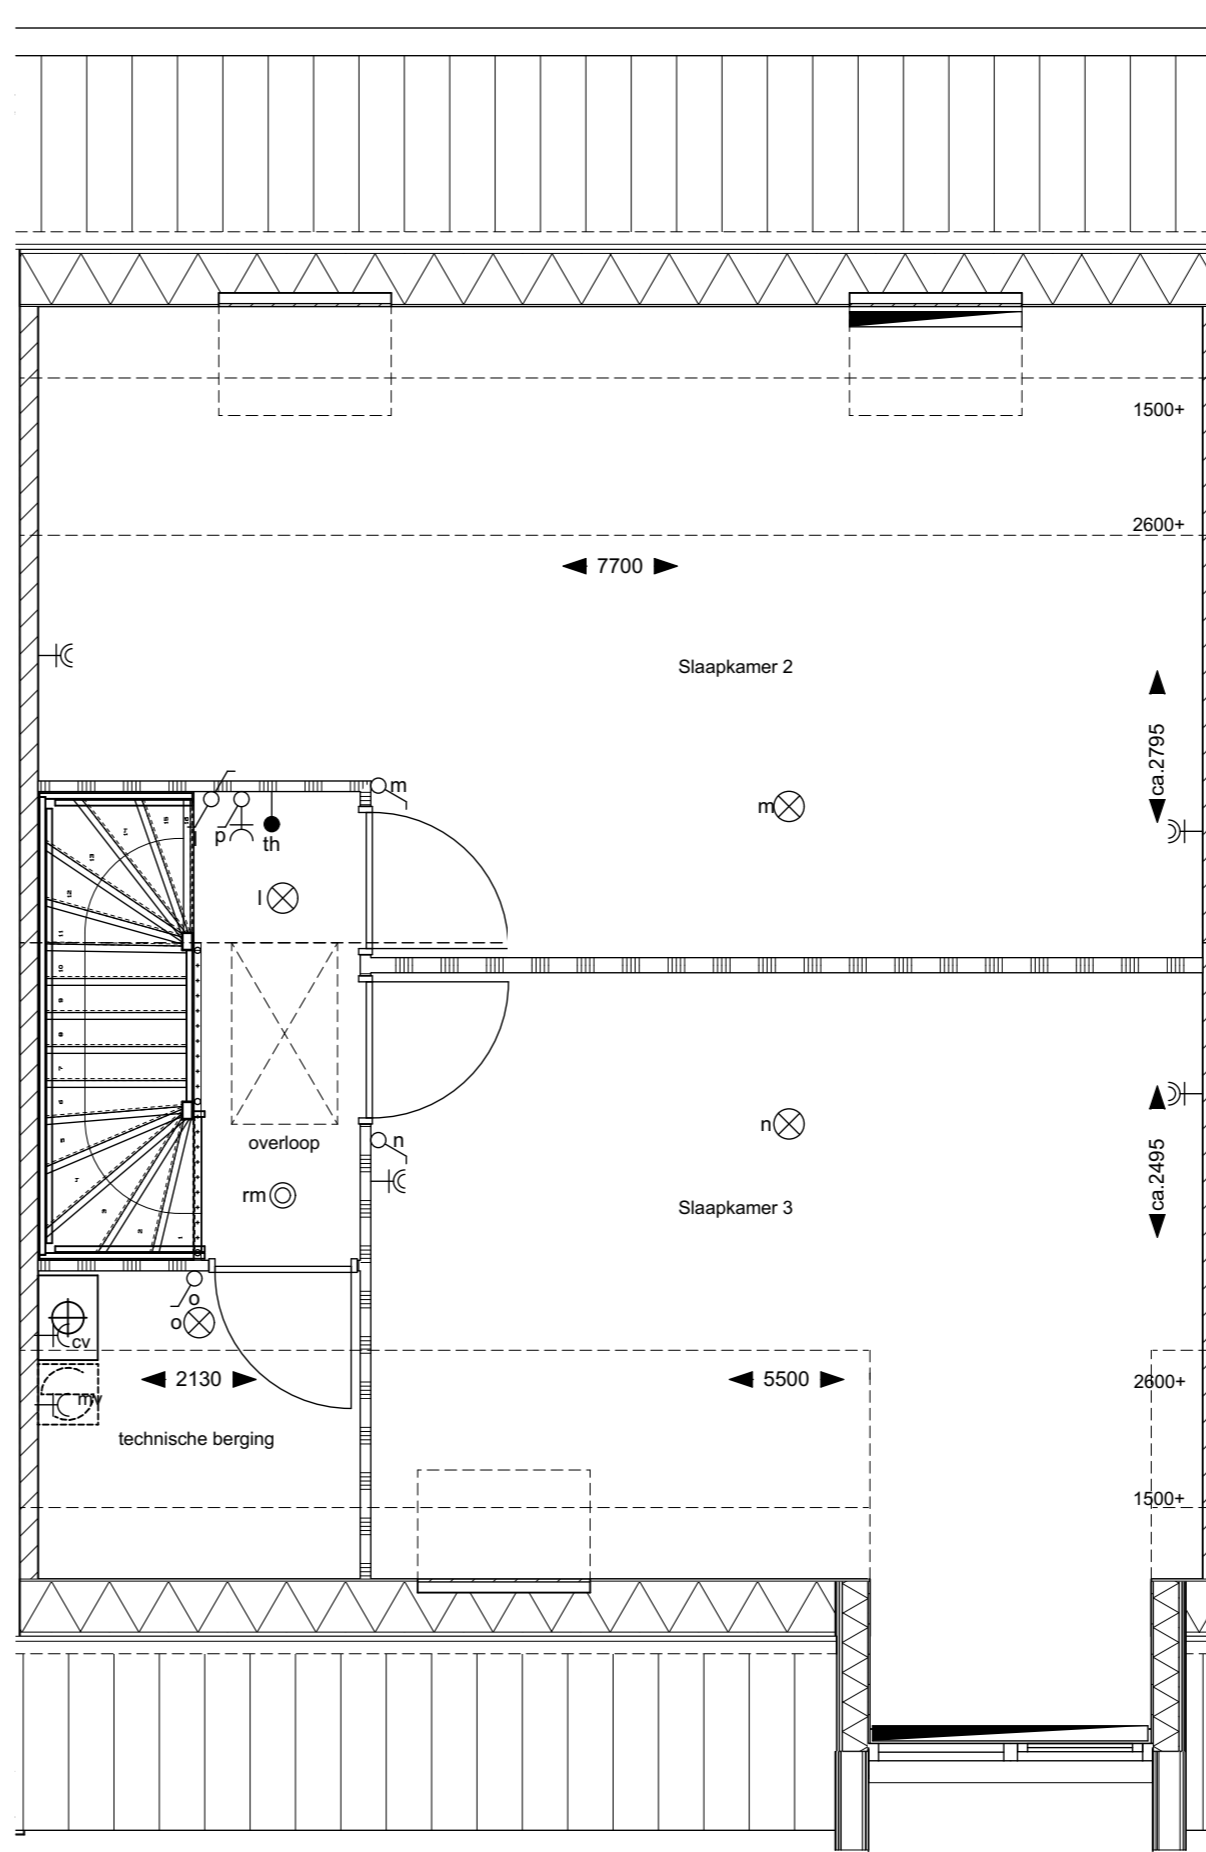 1500+
2600+
7700
Slaapkamer 2
ca.2795
m
m
p
th
l
overloop
n
n
rm
Slaapkamer 3
ca.2495
o
o
cv
mv
2130
5500
2600+
technische berging
1500+